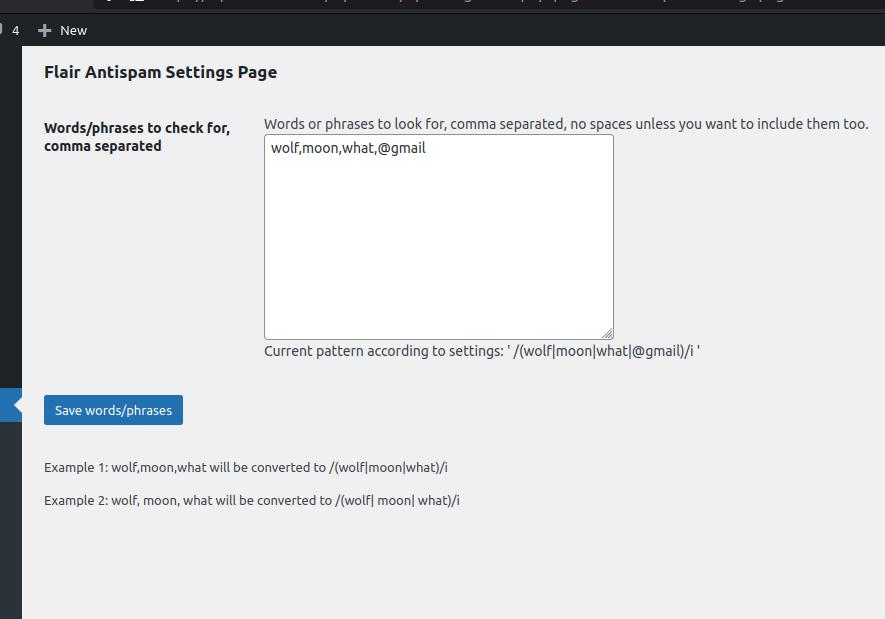 4 New
Flair Antispam Settings Page
Words/phrases to check for,
comma separated
Words or phrases to look for, comma separated, no spaces unless you want to include them too.
wolf,moon,what,@gmail
Current pattern according to settings: ' /(wolf|moon|what|@gmail)/i '
Save words/phrases
Example 1: wolf,moon,what will be converted to /(wolf|moon|what)/i
Example 2: wolf, moon, what will be converted to /(wolf| moon| what)/i